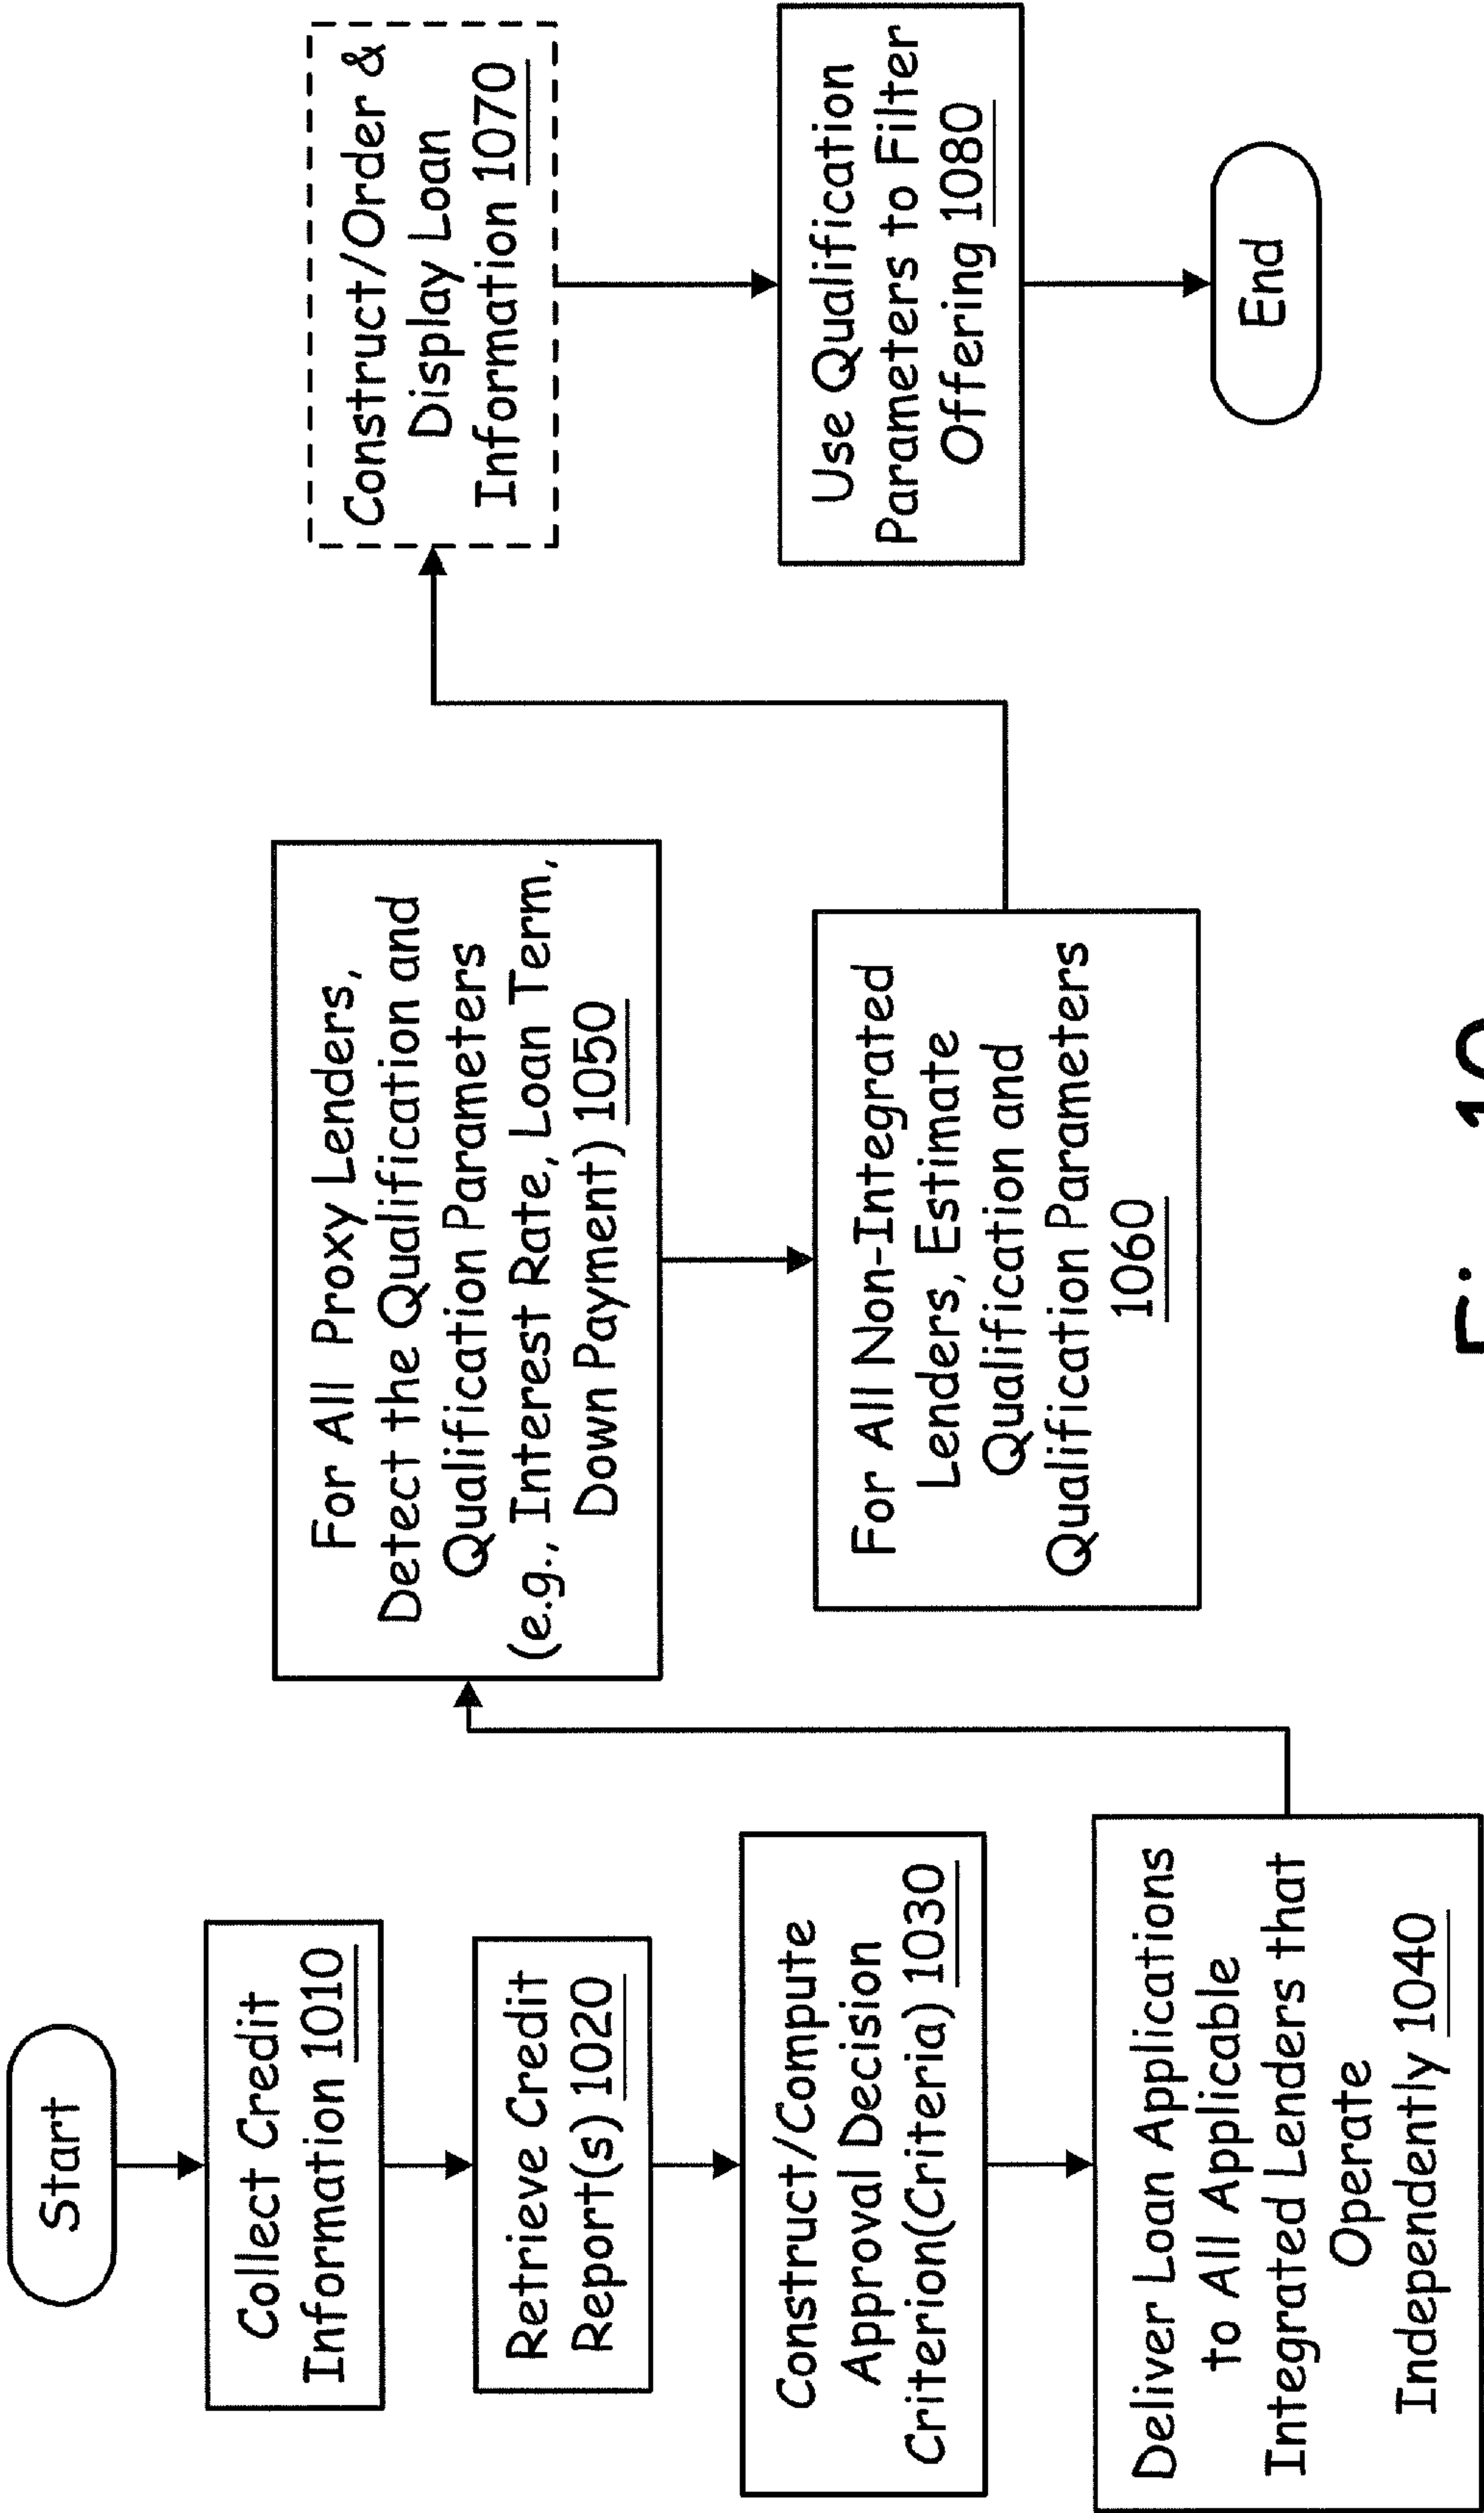 Start
Collect Credit
Information 1010
Retrieve Credit
Report(s) 1020
Construct/Compute
Approval Decision
Criterion(Criteria) 1030
Deliver Loan Applications
to All Applicable
Integrated Lenders that
Operate
Independently 1040
For All Proxy Lenders,
Detect the Qualification and
Qualification Parameters
(e.g., Interest Rate, Loan Term,
Down Payment) 1050
For All Non-Integrated
Lenders, Estimate
Qualification and
Qualification Parameters
1060
Construct/Order &
Display Loan
Information 1070
Use Qualification
Parameters to Filter
Offering 1080
End